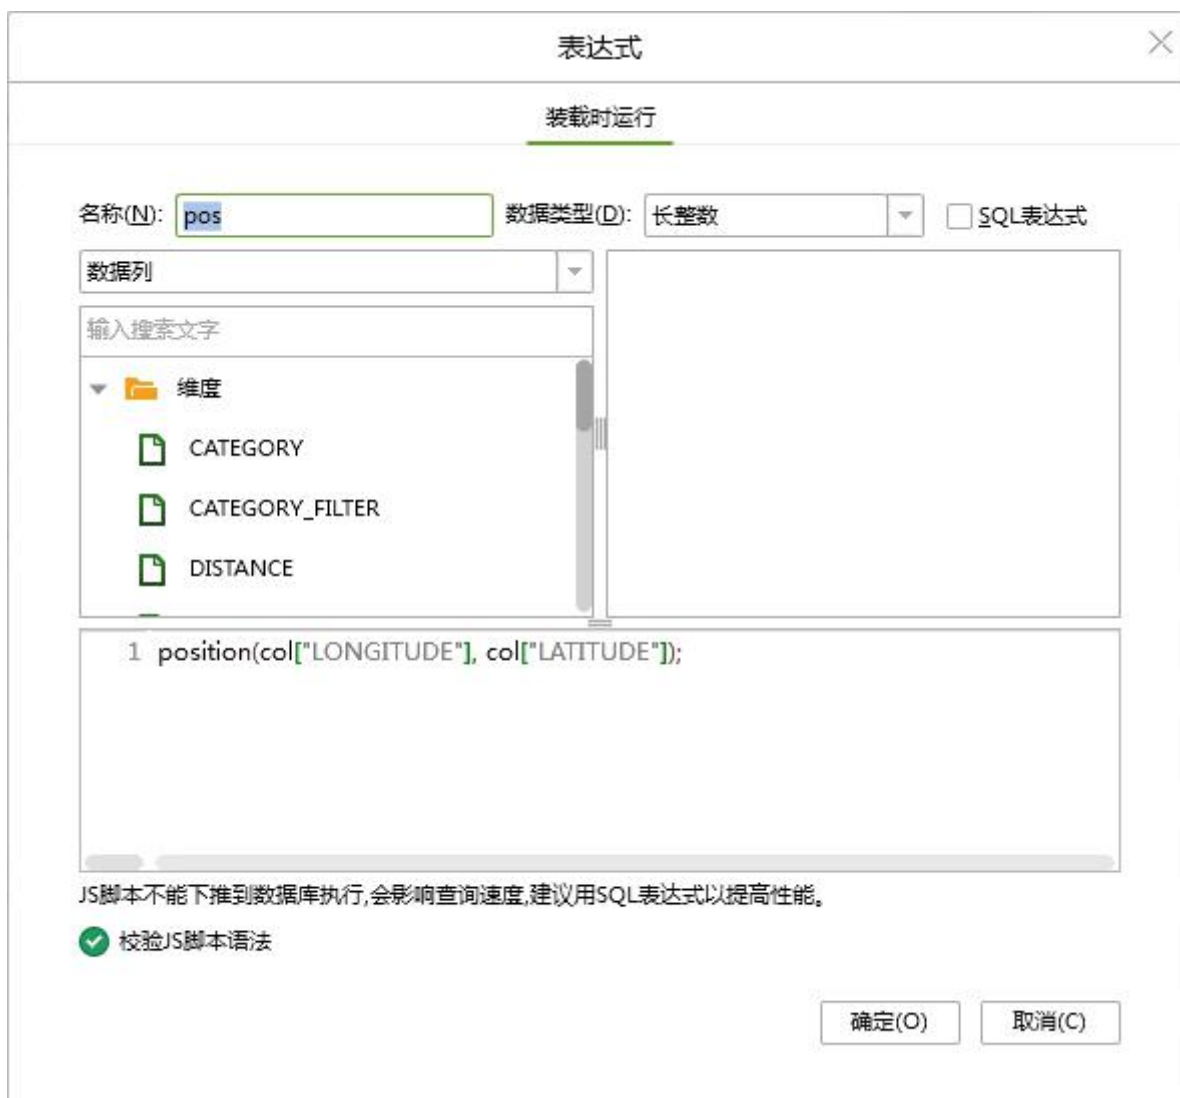 表达式
装载时运行
名称(N): pos 数据类型(D): 长整数 SQL表达式
数据列
输入搜索文字
维度
CATEGORY
CATEGORY_FILTER
DISTANCE
1 position(col["LONGITUDE"], col["LATITUDE"]);
JS脚本不能下推到数据库执行,会影响查询速度,建议用SQL表达式以提高性能。
校验JS脚本语法
确定(O) 取消(C)